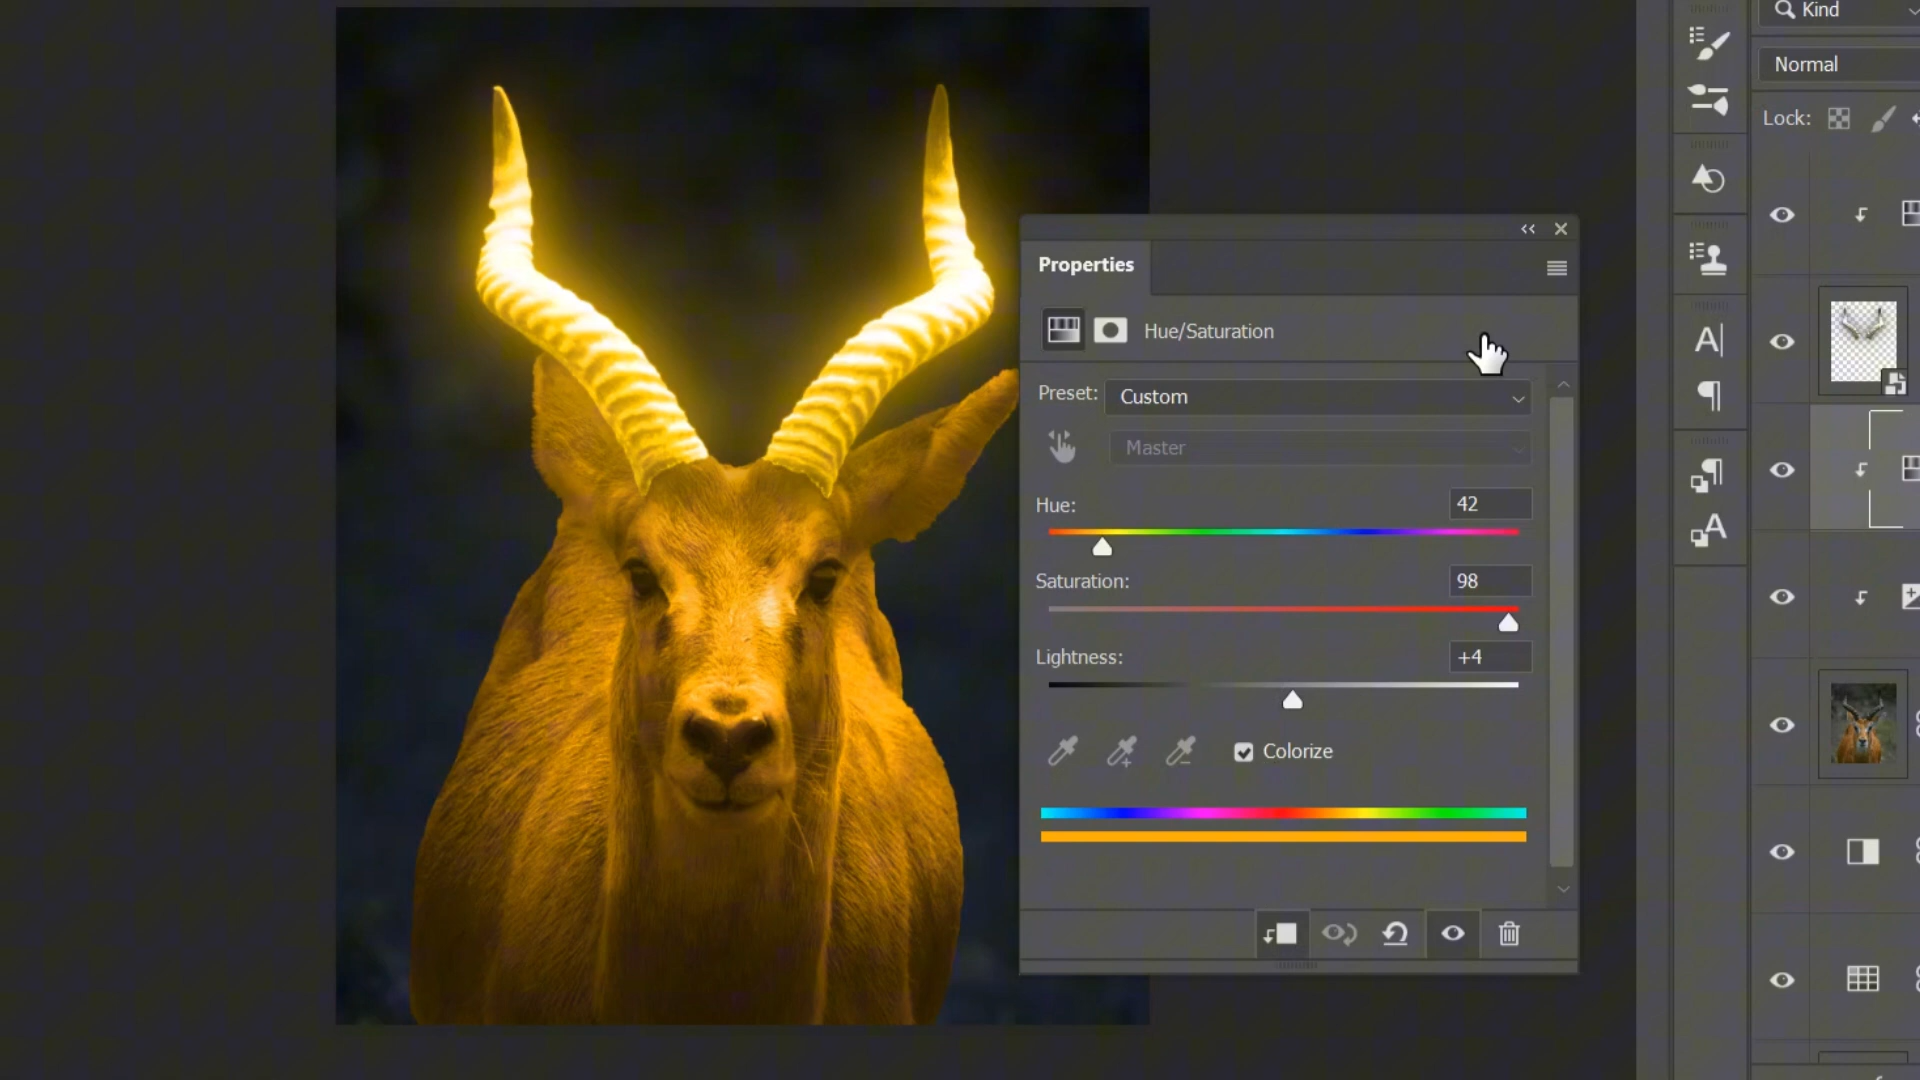 Kind
Normal
Lock:
Properties
Hue/Saturation
Preset: Custom
Master
Hue: 42
Saturation: 98
Lightness: +4
Colorize